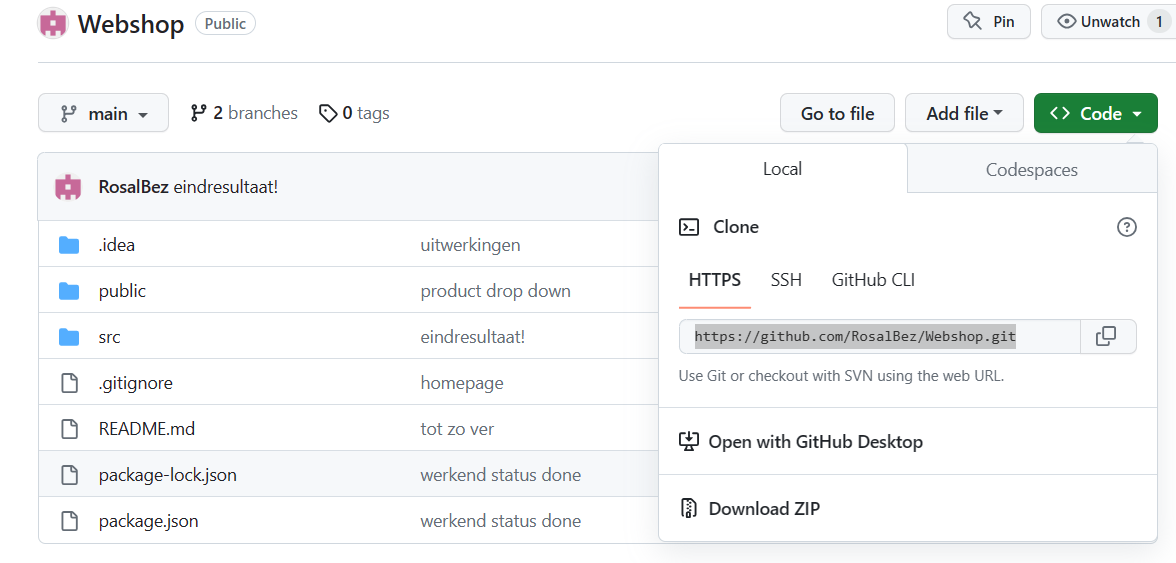 Webshop Public Pin Unwatch 1
main 2 branches 0 tags Go to file Add file Code
RosalBez eindresultaat!
.idea uitwerkingen
public product drop down
src eindresultaat!
.gitignore homepage
README.md tot zo ver
package-lock.json werkend status done
package.json werkend status done
Local Codespaces
Clone
HTTPS SSH GitHub CLI
https://github.com/RosalBez/Webshop.git
Use Git or checkout with SVN using the web URL.
Open with GitHub Desktop
Download ZIP